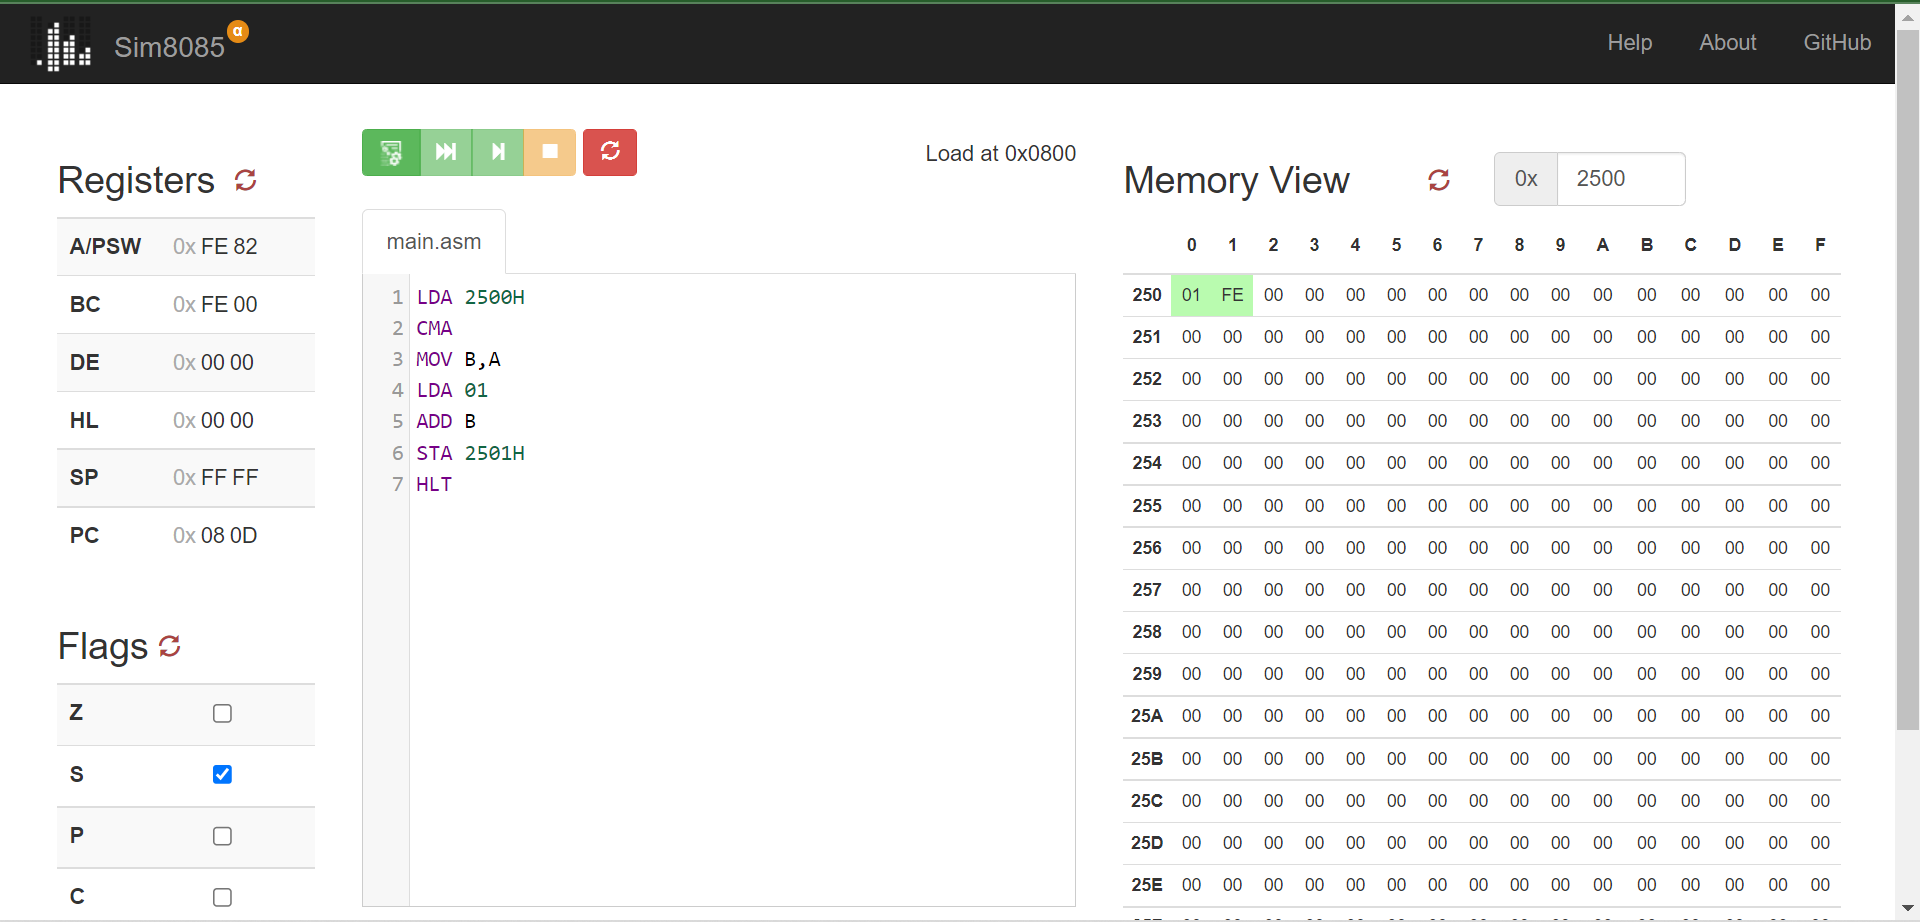 Sim8085 α
Help About GitHub
Load at 0x0800
Registers
A/PSW 0x FE 82
BC 0x FE 00
DE 0x 00 00
HL 0x 00 00
SP 0x FF FF
PC 0x 08 0D
Flags
Z
S
P
C
main.asm
1 LDA 2500H
2 CMA
3 MOV B,A
4 LDA 01
5 ADD B
6 STA 2501H
7 HLT
Memory View 0x 2500
0 1 2 3 4 5 6 7 8 9 A B C D E F
250 01 FE 00 00 00 00 00 00 00 00 00 00 00 00 00 00
251 00 00 00 00 00 00 00 00 00 00 00 00 00 00 00 00
252 00 00 00 00 00 00 00 00 00 00 00 00 00 00 00 00
253 00 00 00 00 00 00 00 00 00 00 00 00 00 00 00 00
254 00 00 00 00 00 00 00 00 00 00 00 00 00 00 00 00
255 00 00 00 00 00 00 00 00 00 00 00 00 00 00 00 00
256 00 00 00 00 00 00 00 00 00 00 00 00 00 00 00 00
257 00 00 00 00 00 00 00 00 00 00 00 00 00 00 00 00
258 00 00 00 00 00 00 00 00 00 00 00 00 00 00 00 00
259 00 00 00 00 00 00 00 00 00 00 00 00 00 00 00 00
25A 00 00 00 00 00 00 00 00 00 00 00 00 00 00 00 00
25B 00 00 00 00 00 00 00 00 00 00 00 00 00 00 00 00
25C 00 00 00 00 00 00 00 00 00 00 00 00 00 00 00 00
25D 00 00 00 00 00 00 00 00 00 00 00 00 00 00 00 00
25E 00 00 00 00 00 00 00 00 00 00 00 00 00 00 00 00